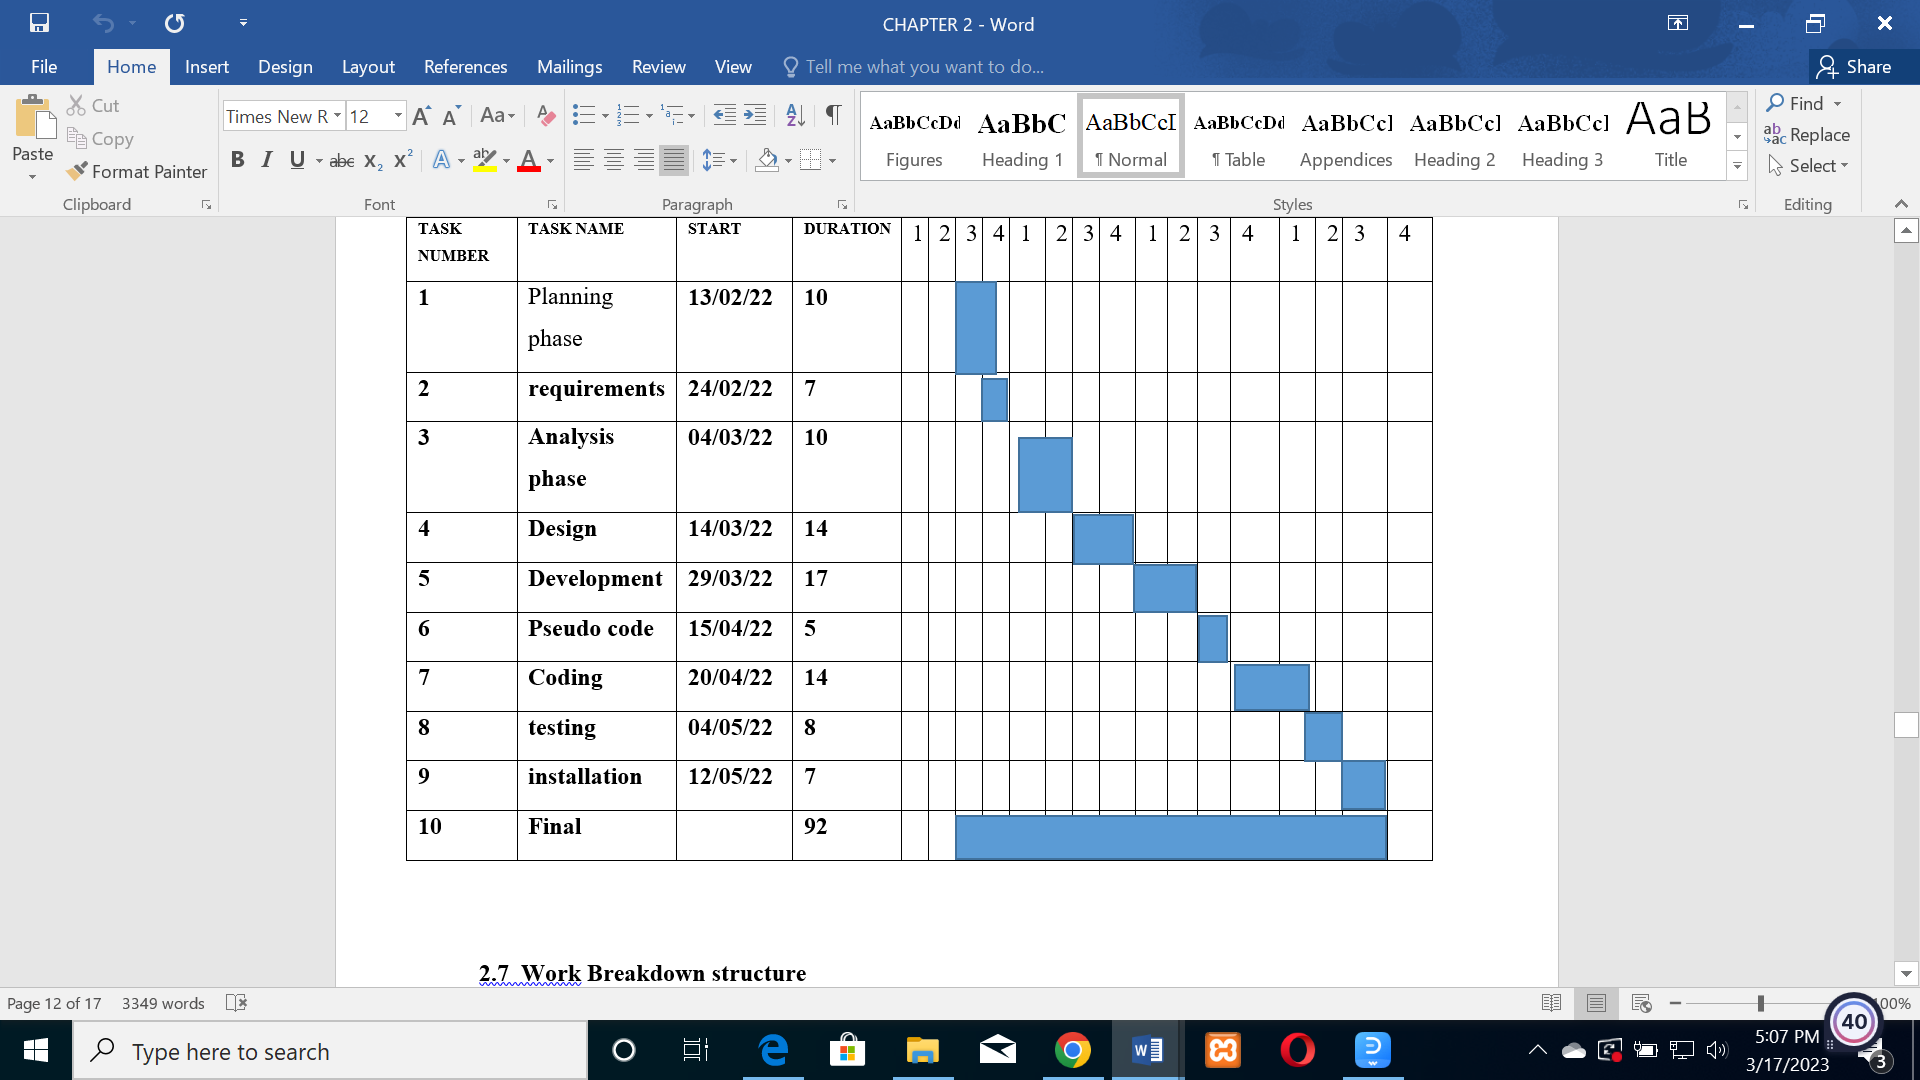 CHAPTER 2 - Word
File Home Insert Design Layout References Mailings Review View Tell me what you want to do... Share
Paste
Cut
Copy
Format Painter
Clipboard
Times New R 12
Font
Paragraph
AaBbCcDd AaBbC AaBbCcI AaBbCcDd AaBbCcI AaBbCcI AaBbCcI AaB
Figures Heading 1 ¶ Normal ¶ Table Appendices Heading 2 Heading 3 Title
Styles
Find
Replace
Select
Editing
TASK NUMBER TASK NAME START DURATION 1 2 3 4 1 2 3 4 1 2 3 4 1 2 3 4
1 Planning phase 13/02/22 10
2 requirements 24/02/22 7
3 Analysis phase 04/03/22 10
4 Design 14/03/22 14
5 Development 29/03/22 17
6 Pseudo code 15/04/22 5
7 Coding 20/04/22 14
8 testing 04/05/22 8
9 installation 12/05/22 7
10 Final 92
2.7 Work Breakdown structure
Page 12 of 17 3349 words 100%
40
Type here to search
5:07 PM
3/17/2023
3